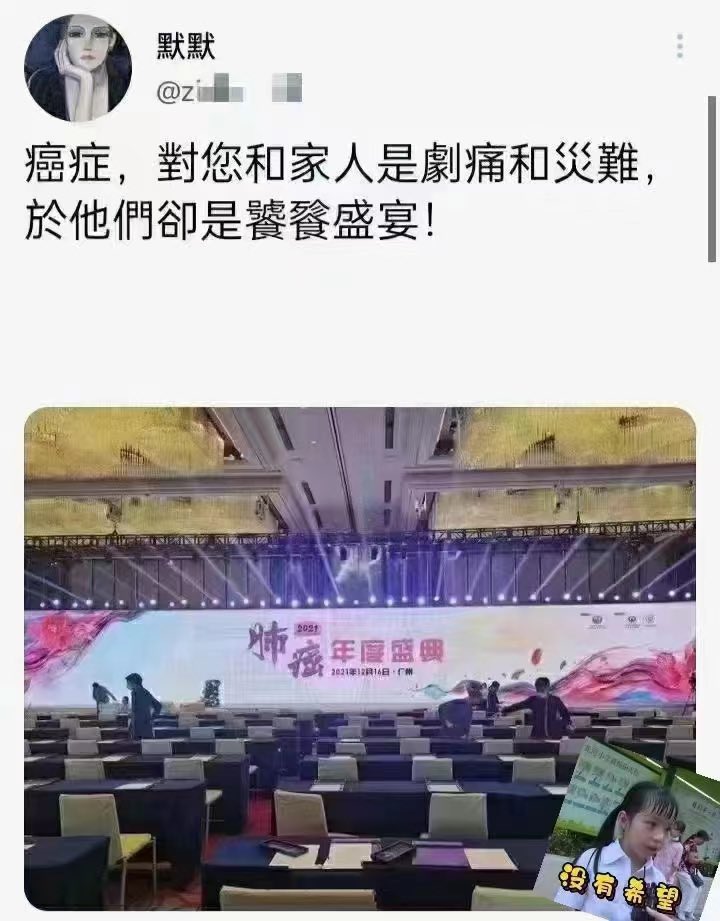 默默
@zi
癌症，對您和家人是劇痛和災難，
於他們卻是饕餮盛宴！
2021
肺癌年度盛典
2021年12月16日·广州
没有希望